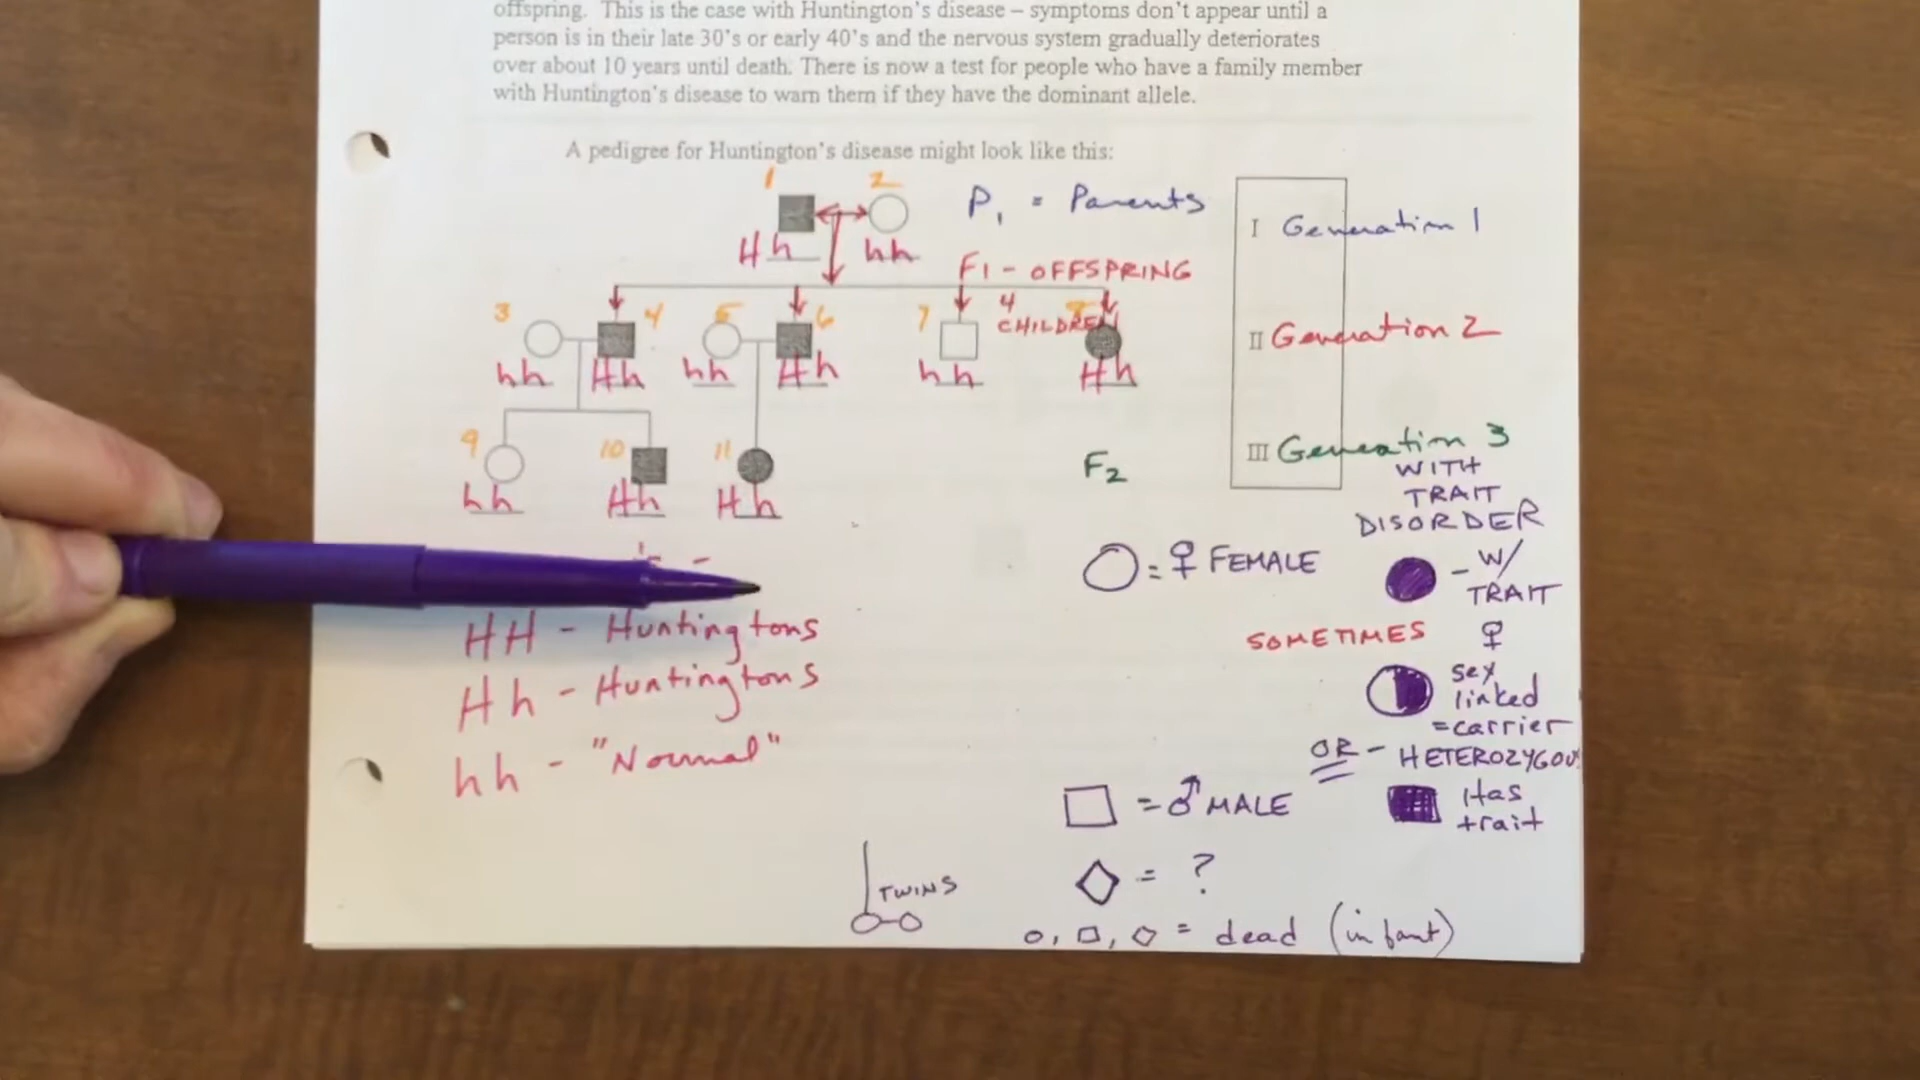 offspring. This is the case with Huntington's disease – symptoms don't appear until a
person is in their late 30's or early 40's and the nervous system gradually deteriorates
over about 10 years until death. There is now a test for people who have a family member
with Huntington's disease to warn them if they have the dominant allele.
A pedigree for Huntington's disease might look like this:
1 2
P1 = Parents
I Generation 1
Hh hh
F1 - OFFSPRING
4 CHILDREN
3 4 5 6 7 8
II Generation 2
hh Hh hh Hh hh Hh
9 10 11
F2
III Generation 3
hh Hh Hh
WITH
TRAIT
DISORDER
= ♀ FEMALE
- W/
TRAIT
HH - Huntingtons
Hh - Huntingtons
hh - "Normal"
SOMETIMES ♀
sex
linked
=carrier
OR - HETEROZYGOU
= ♂ MALE
Has
trait
= ?
TWINS
= dead (infant)